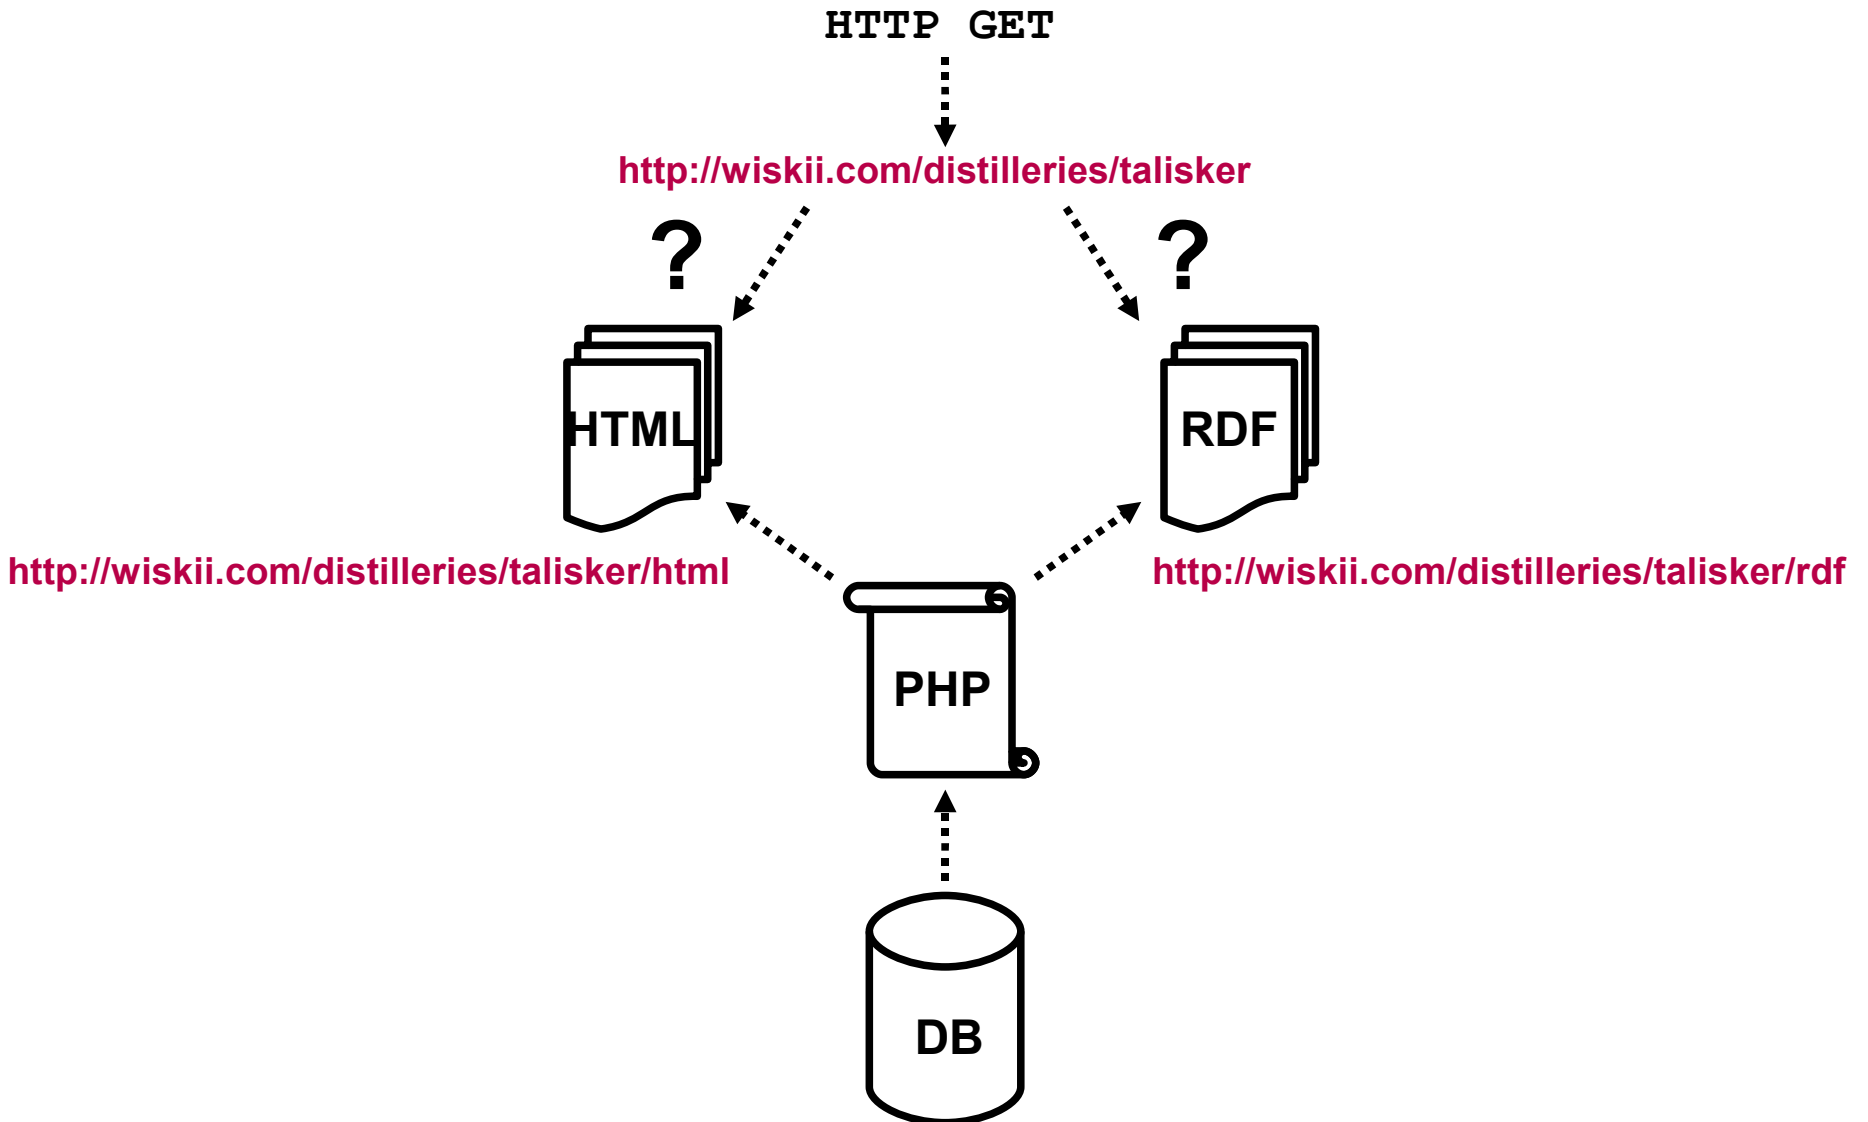 HTTP GET
http://wiskii.com/distilleries/talisker
? ?
HTML RDF
http://wiskii.com/distilleries/talisker/html http://wiskii.com/distilleries/talisker/rdf
PHP
DB